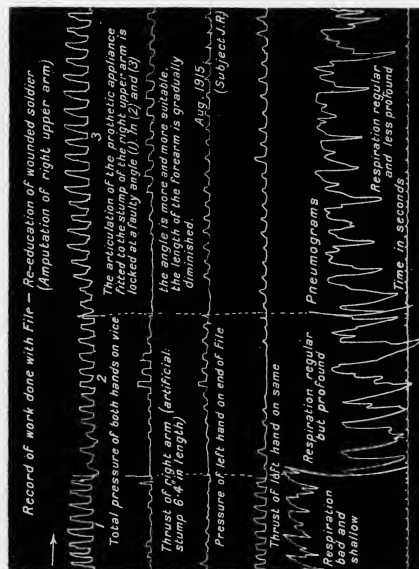 Record of work done with File – Re-education of wounded soldier
(Amputation of right upper arm)
1
2
3
Total pressure of both hands on vice
The articulation of the prosthetic appliance
fitted to the stump of the right upper arm is
locked at a faulty angle (1). In (2) and (3)
Thrust of right arm (artificial:
stump 6·4" in length)
the angle is more and more suitable,
the length of the forearm is gradually
diminished.
Pressure of left hand on end of File
Aug. 1915
(Subject J.R)
Thrust of left hand on same
Respiration
bad and
shallow
Respiration regular
but profound
Pneumograms
Respiration regular
and less profound
Time in seconds